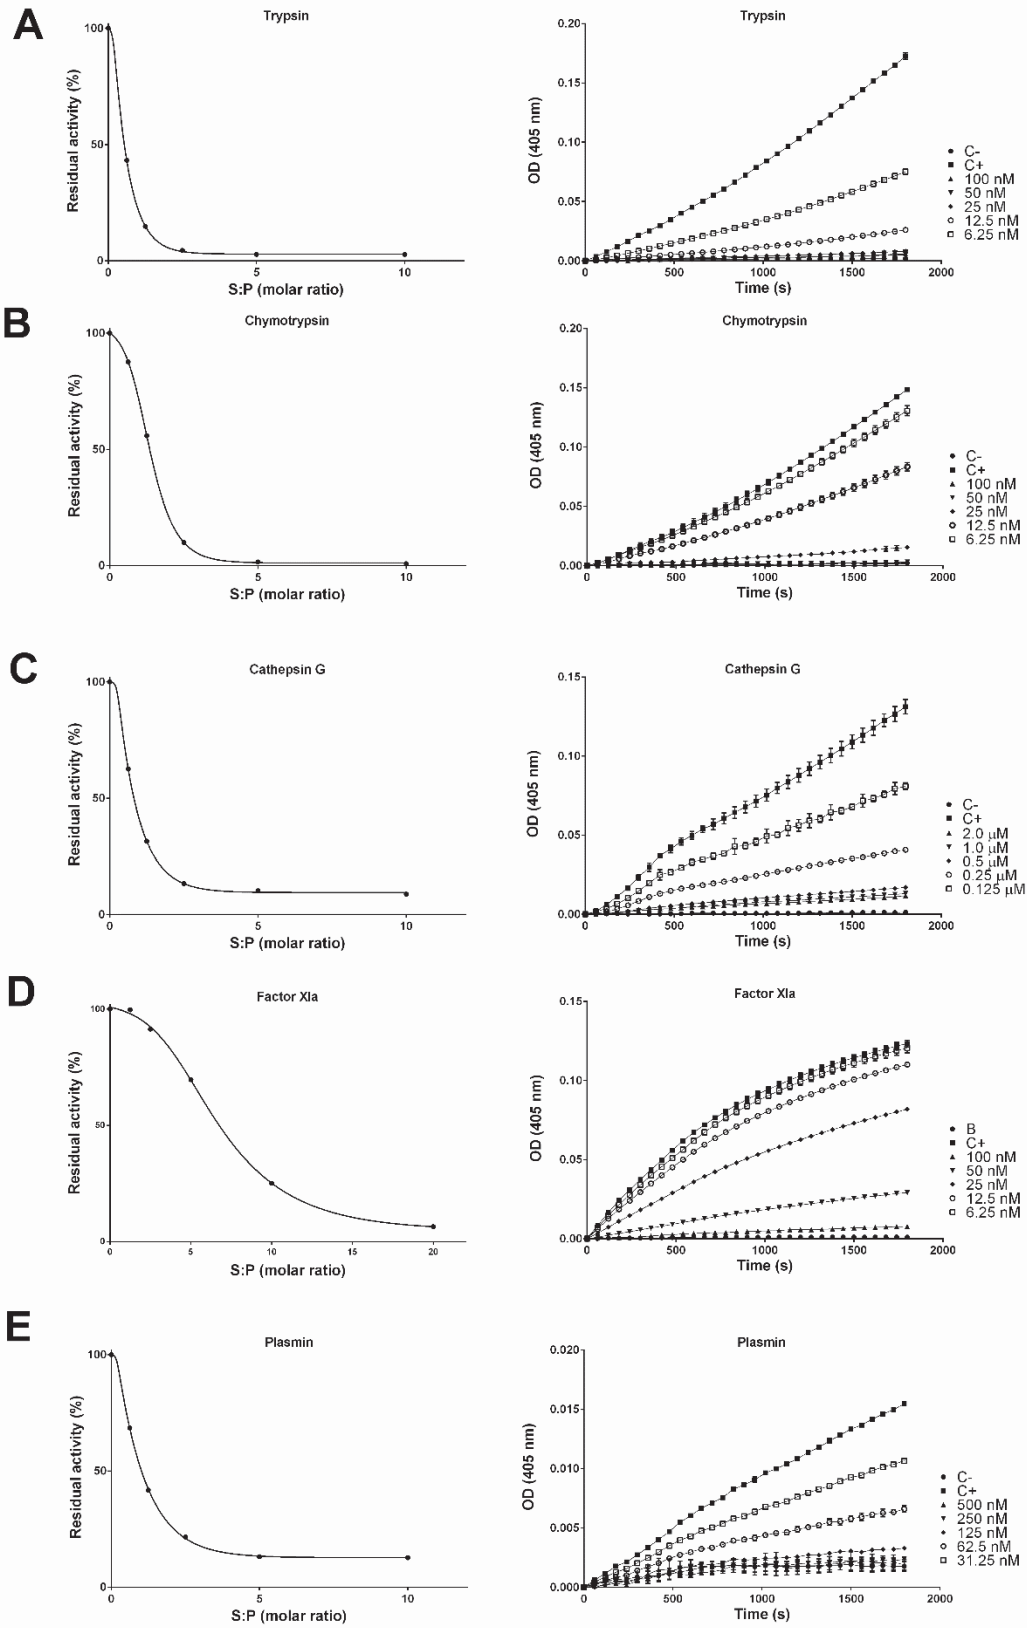 A
Trypsin
Residual activity (%)
100
50
0
0
5
10
S:P (molar ratio)
Trypsin
OD (405 nm)
0.20
0.15
0.10
0.05
0.00
0
500
1000
1500
2000
Time (s)
C-
C+
100 nM
50 nM
25 nM
12.5 nM
6.25 nM
B
Chymotrypsin
Residual activity (%)
100
50
0
0
5
10
S:P (molar ratio)
Chymotrypsin
OD (405 nm)
0.20
0.15
0.10
0.05
0.00
0
500
1000
1500
2000
Time (s)
C-
C+
100 nM
50 nM
25 nM
12.5 nM
6.25 nM
C
Cathepsin G
Residual activity (%)
100
50
0
0
5
10
S:P (molar ratio)
Cathepsin G
OD (405 nm)
0.15
0.10
0.05
0.00
0
500
1000
1500
2000
Time (s)
C-
C+
2.0 μM
1.0 μM
0.5 μM
0.25 μM
0.125 μM
D
Factor XIa
Residual activity (%)
100
50
0
0
5
10
15
20
S:P (molar ratio)
Factor XIa
OD (405 nm)
0.15
0.10
0.05
0.00
0
500
1000
1500
2000
Time (s)
B
C+
100 nM
50 nM
25 nM
12.5 nM
6.25 nM
E
Plasmin
Residual activity (%)
100
50
0
0
5
10
S:P (molar ratio)
Plasmin
OD (405 nm)
0.020
0.015
0.010
0.005
0.000
0
500
1000
1500
2000
Time (s)
C-
C+
500 nM
250 nM
125 nM
62.5 nM
31.25 nM